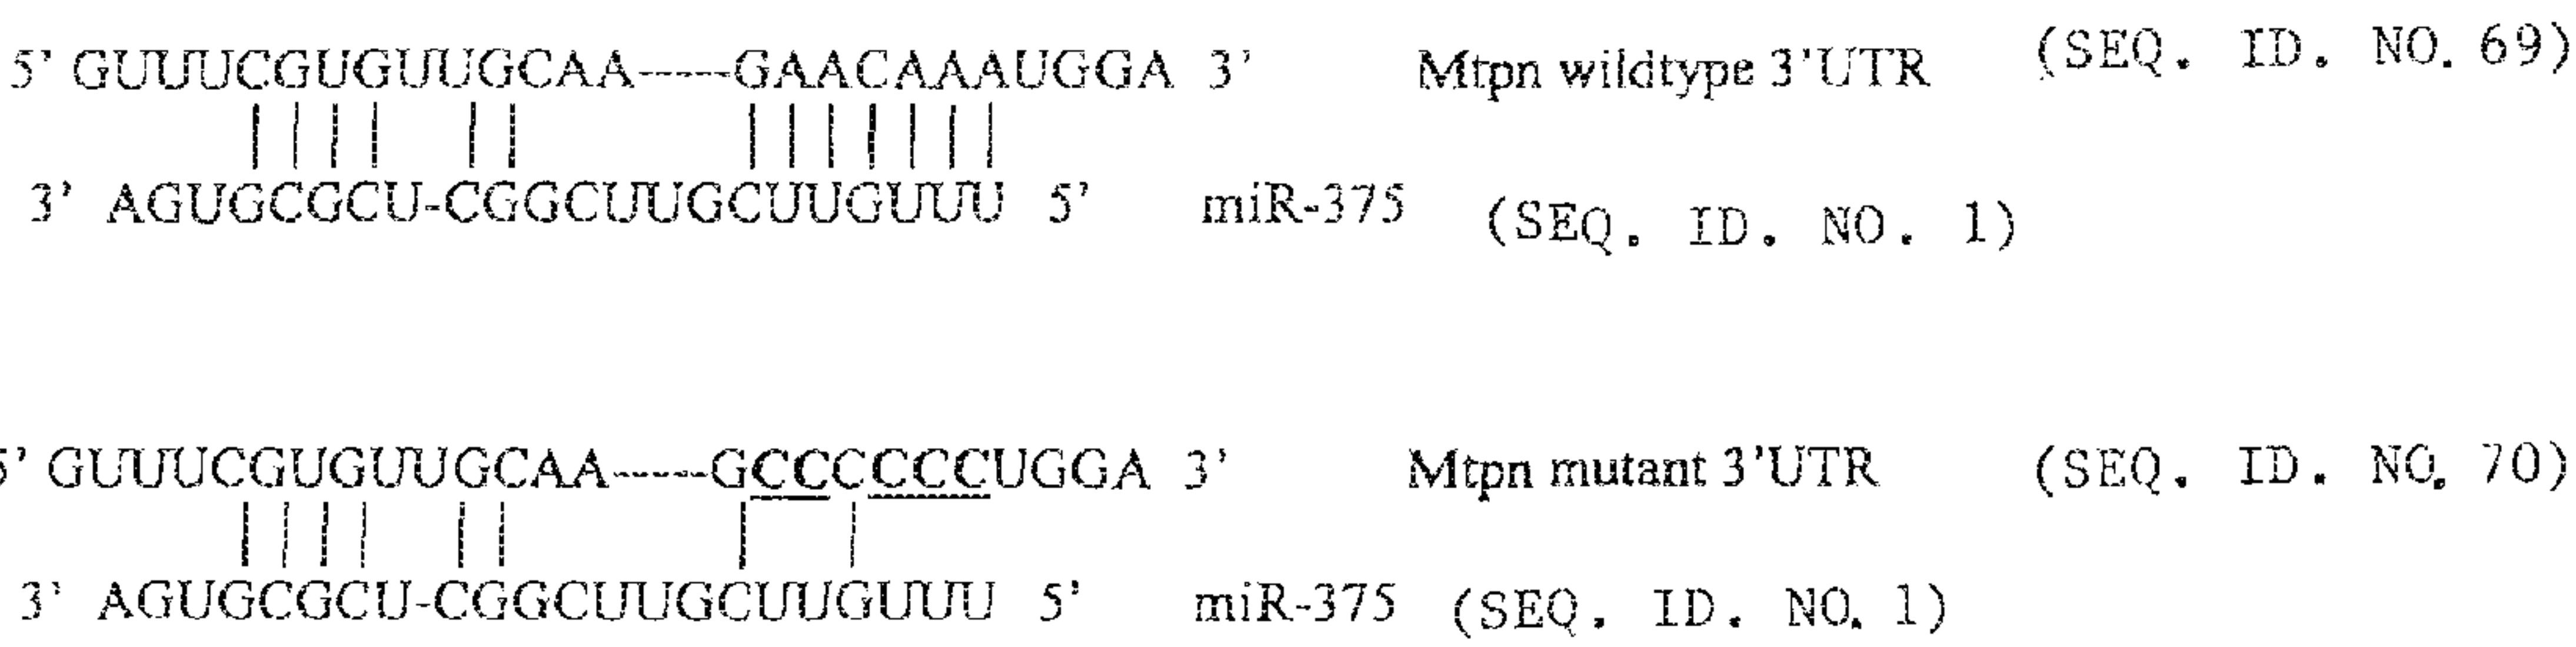 5' GUUUCGUGUUGCAA-----GAACAAAUGGA 3' Mtpn wildtype 3'UTR (SEQ. ID. NO. 69)
3' AGUGCGCU-CGGCUUGCUUGUUU 5' miR-375 (SEQ. ID. NO. 1)
5' GUUUCGUGUUGCAA-----GCCCCCCUGGA 3' Mtpn mutant 3'UTR (SEQ. ID. NO. 70)
3' AGUGCGCU-CGGCUUGCUUGUUU 5' miR-375 (SEQ. ID. NO. 1)